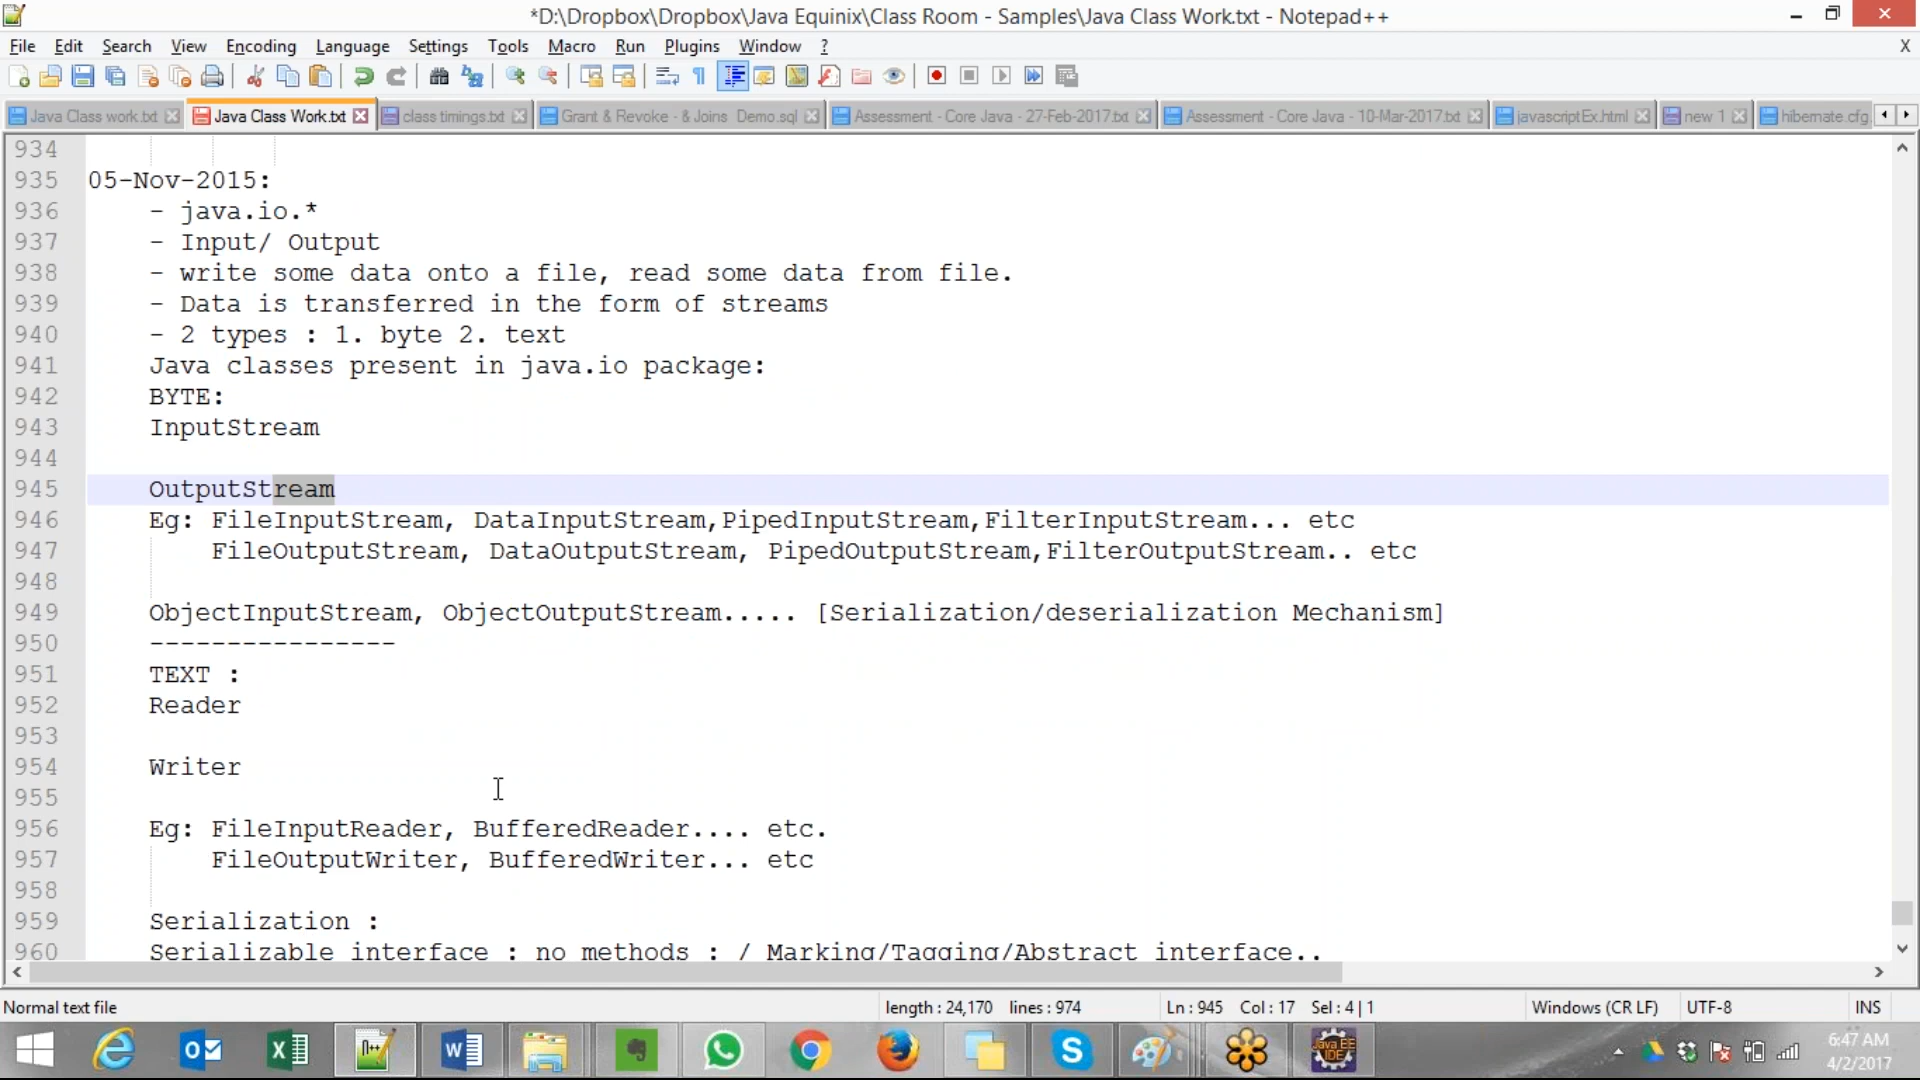 *D:\Dropbox\Dropbox\Java Equinix\Class Room - Samples\Java Class Work.txt - Notepad++
File Edit Search View Encoding Language Settings Tools Macro Run Plugins Window ? X
Java Class work.txt Java Class Work.txt class timings.txt Grant & Revoke - & Joins Demo.sql Assessment - Core Java - 27-Feb-2017.txt Assessment - Core Java - 10-Mar-2017.txt javascriptEx.html new 1 hibernate.cfg
934
935 05-Nov-2015:
936 - java.io.*
937 - Input/ Output
938 - write some data onto a file, read some data from file.
939 - Data is transferred in the form of streams
940 - 2 types : 1. byte 2. text
941 Java classes present in java.io package:
942 BYTE:
943 InputStream
944
945 OutputStream
946 Eg: FileInputStream, DataInputStream,PipedInputStream,FilterInputStream... etc
947 FileOutputStream, DataOutputStream, PipedOutputStream,FilterOutputStream.. etc
948
949 ObjectInputStream, ObjectOutputStream..... [Serialization/deserialization Mechanism]
950 ----------------
951 TEXT :
952 Reader
953
954 Writer
955
956 Eg: FileInputReader, BufferedReader.... etc.
957 FileOutputWriter, BufferedWriter... etc
958
959 Serialization :
960 Serializable interface : no methods : / Marking/Tagging/Abstract interface..
Normal text file length : 24,170 lines : 974 Ln : 945 Col : 17 Sel : 4 | 1 Windows (CR LF) UTF-8 INS
6:47 AM
4/2/2017